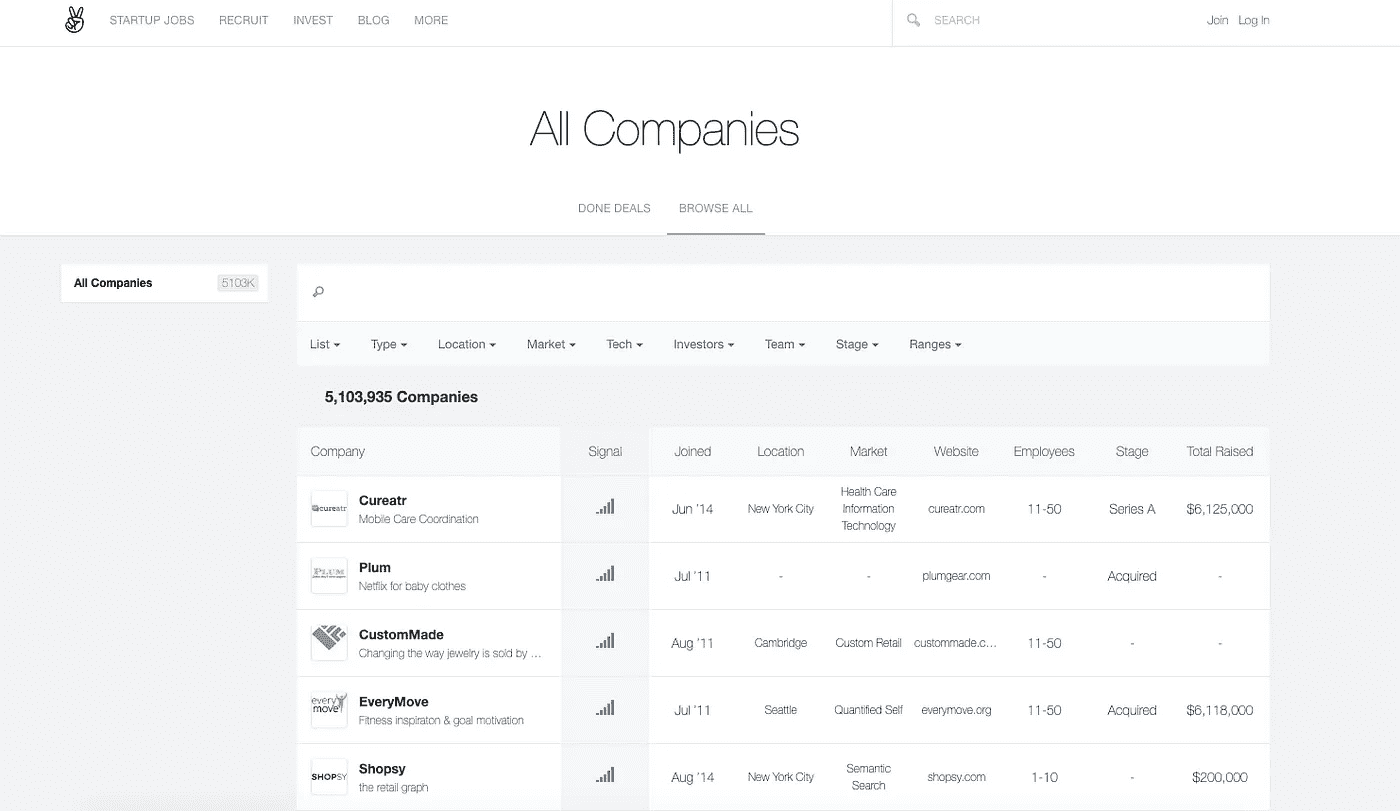 STARTUP JOBS RECRUIT INVEST BLOG MORE SEARCH Join Log In
All Companies
DONE DEALS BROWSE ALL
All Companies 5103K
List Type Location Market Tech Investors Team Stage Ranges
5,103,935 Companies
Company Signal Joined Location Market Website Employees Stage Total Raised
cureatr
Cureatr
Mobile Care Coordination
Jun '14 New York City
Health Care
Information
Technology
cureatr.com 11-50 Series A $6,125,000
PLUM
Plum
Netflix for baby clothes
Jul '11 - - plumgear.com - Acquired -
CustomMade
Changing the way jewelry is sold by ...
Aug '11 Cambridge Custom Retail custommade.c... 11-50 - -
every
move
EveryMove
Fitness inspiraton & goal motivation
Jul '11 Seattle Quantified Self everymove.org 11-50 Acquired $6,118,000
SHOPSY
Shopsy
the retail graph
Aug '14 New York City
Semantic
Search
shopsy.com 1-10 - $200,000